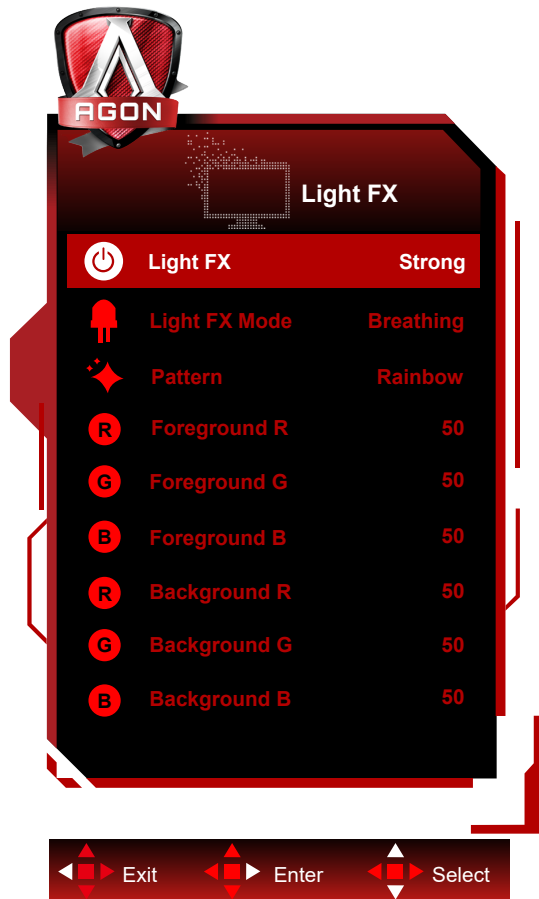 AGON
Light FX
Light FX Strong
Light FX Mode Breathing
Pattern Rainbow
R Foreground R 50
G Foreground G 50
B Foreground B 50
R Background R 50
G Background G 50
B Background B 50
Exit Enter Select